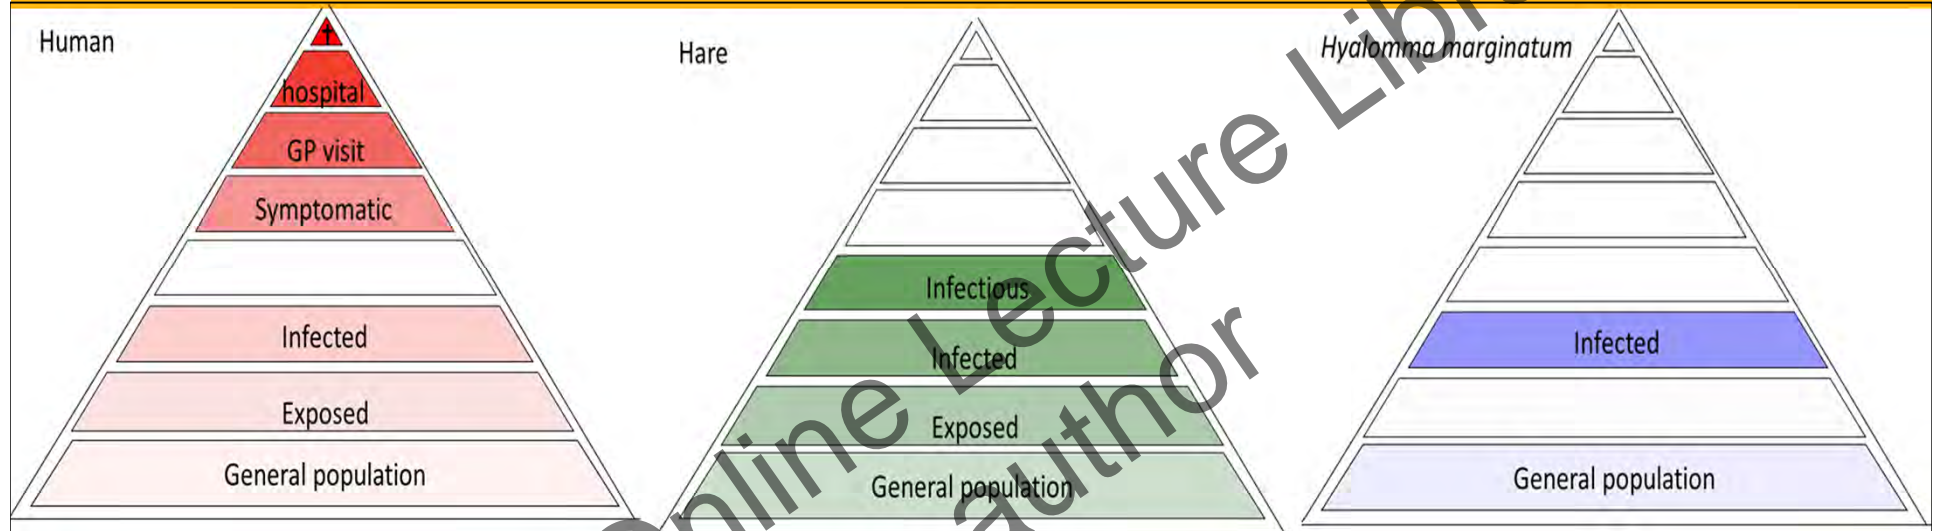 Human
†
hospital
GP visit
Symptomatic
Infected
Exposed
General population
Hare
Infectious
Infected
Exposed
General population
Hyalomma marginatum
Infected
General population
Online Lecture Libr
author